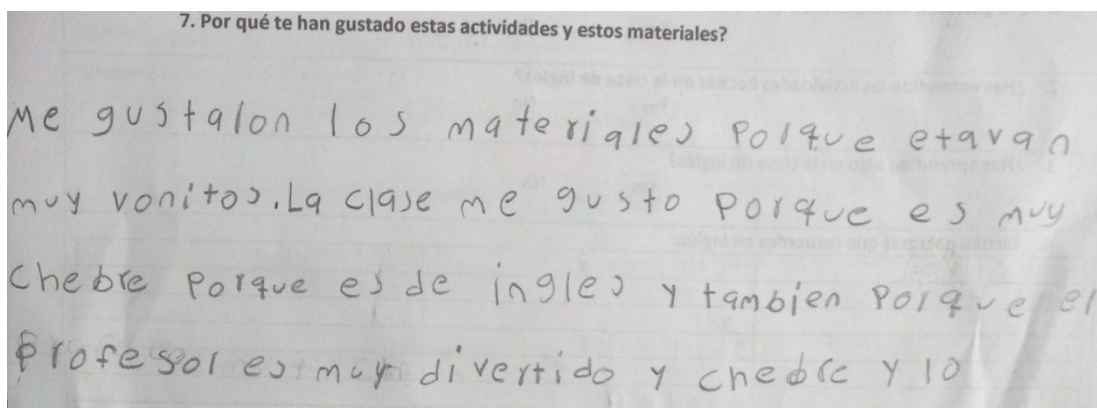 7. Por qué te han gustado estas actividades y estos materiales?
Me gustalon los materiales Porque etavan
muy vonitos. La clase me gusto Porque es muy
chebre Porque es de ingles y tambien Porque el
Profesol es muy divertido y chebre y lo